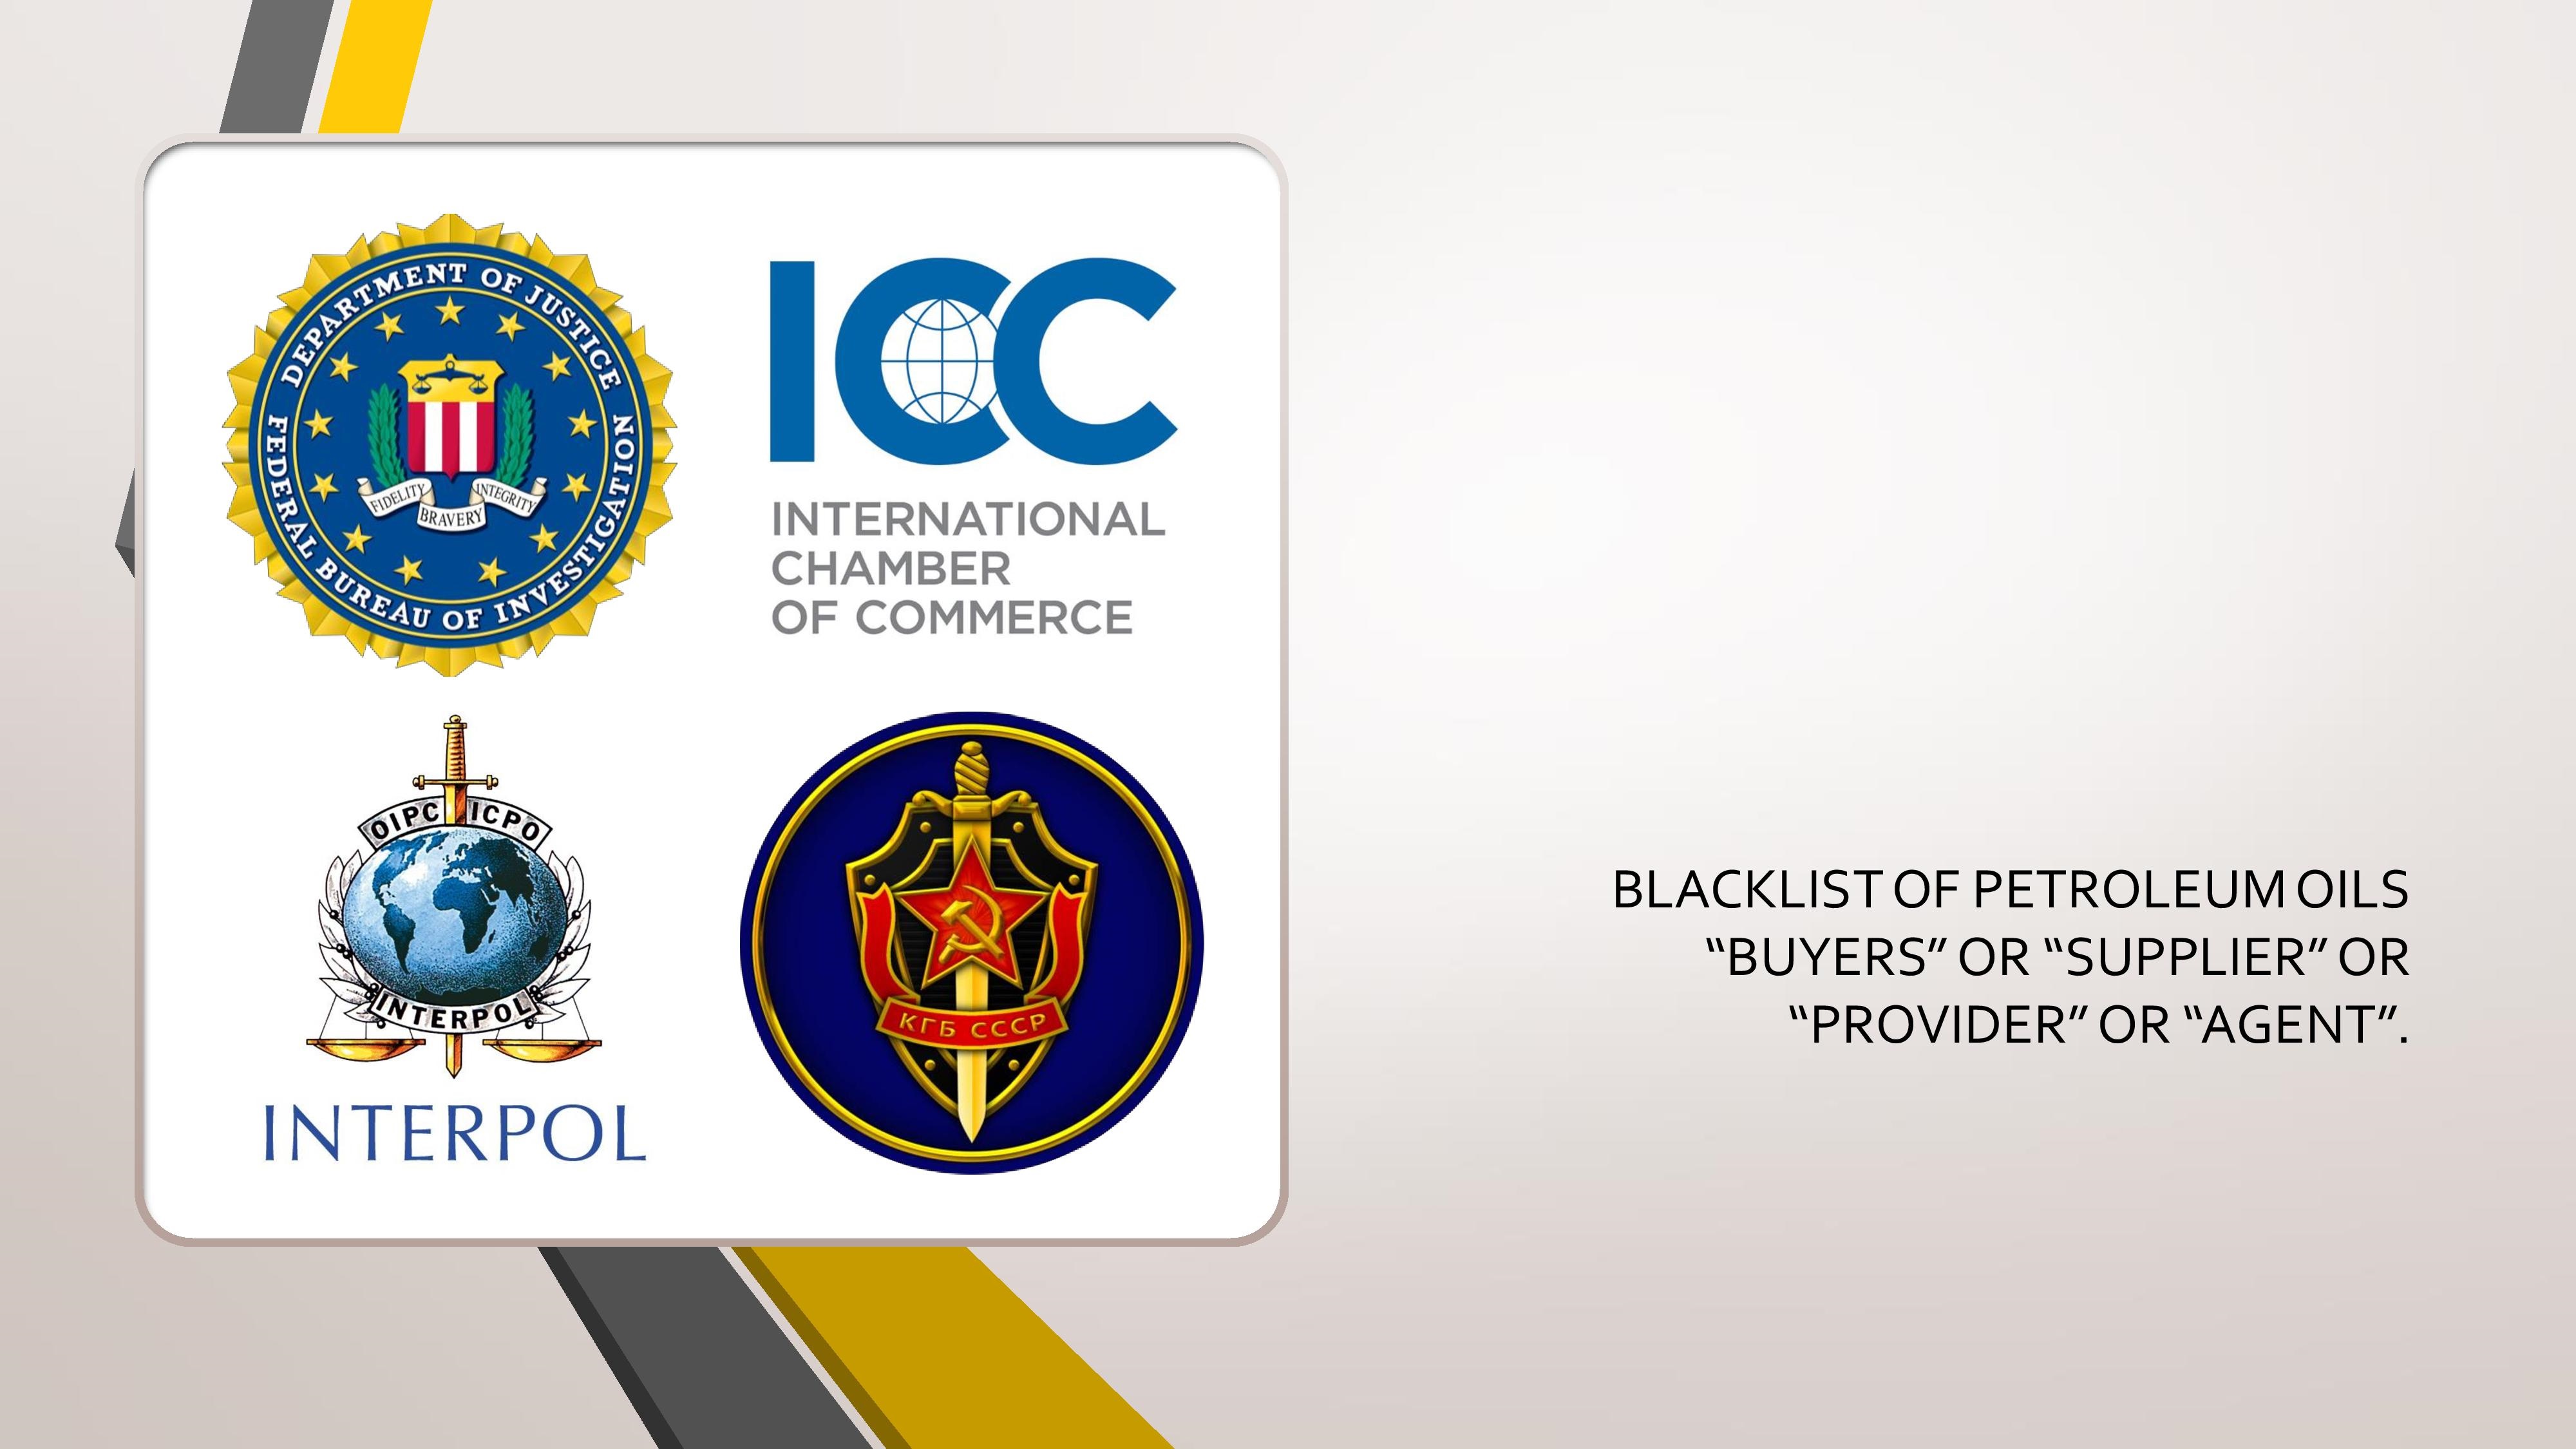 DEPARTMENT OF JUSTICE
FEDERAL BUREAU OF INVESTIGATION
FIDELITY
BRAVERY
INTEGRITY
ICC
INTERNATIONAL
CHAMBER
OF COMMERCE
OIPC ICPO
INTERPOL
INTERPOL
КГБ СССР
BLACKLIST OF PETROLEUM OILS
“BUYERS” OR “SUPPLIER” OR
“PROVIDER” OR “AGENT”.